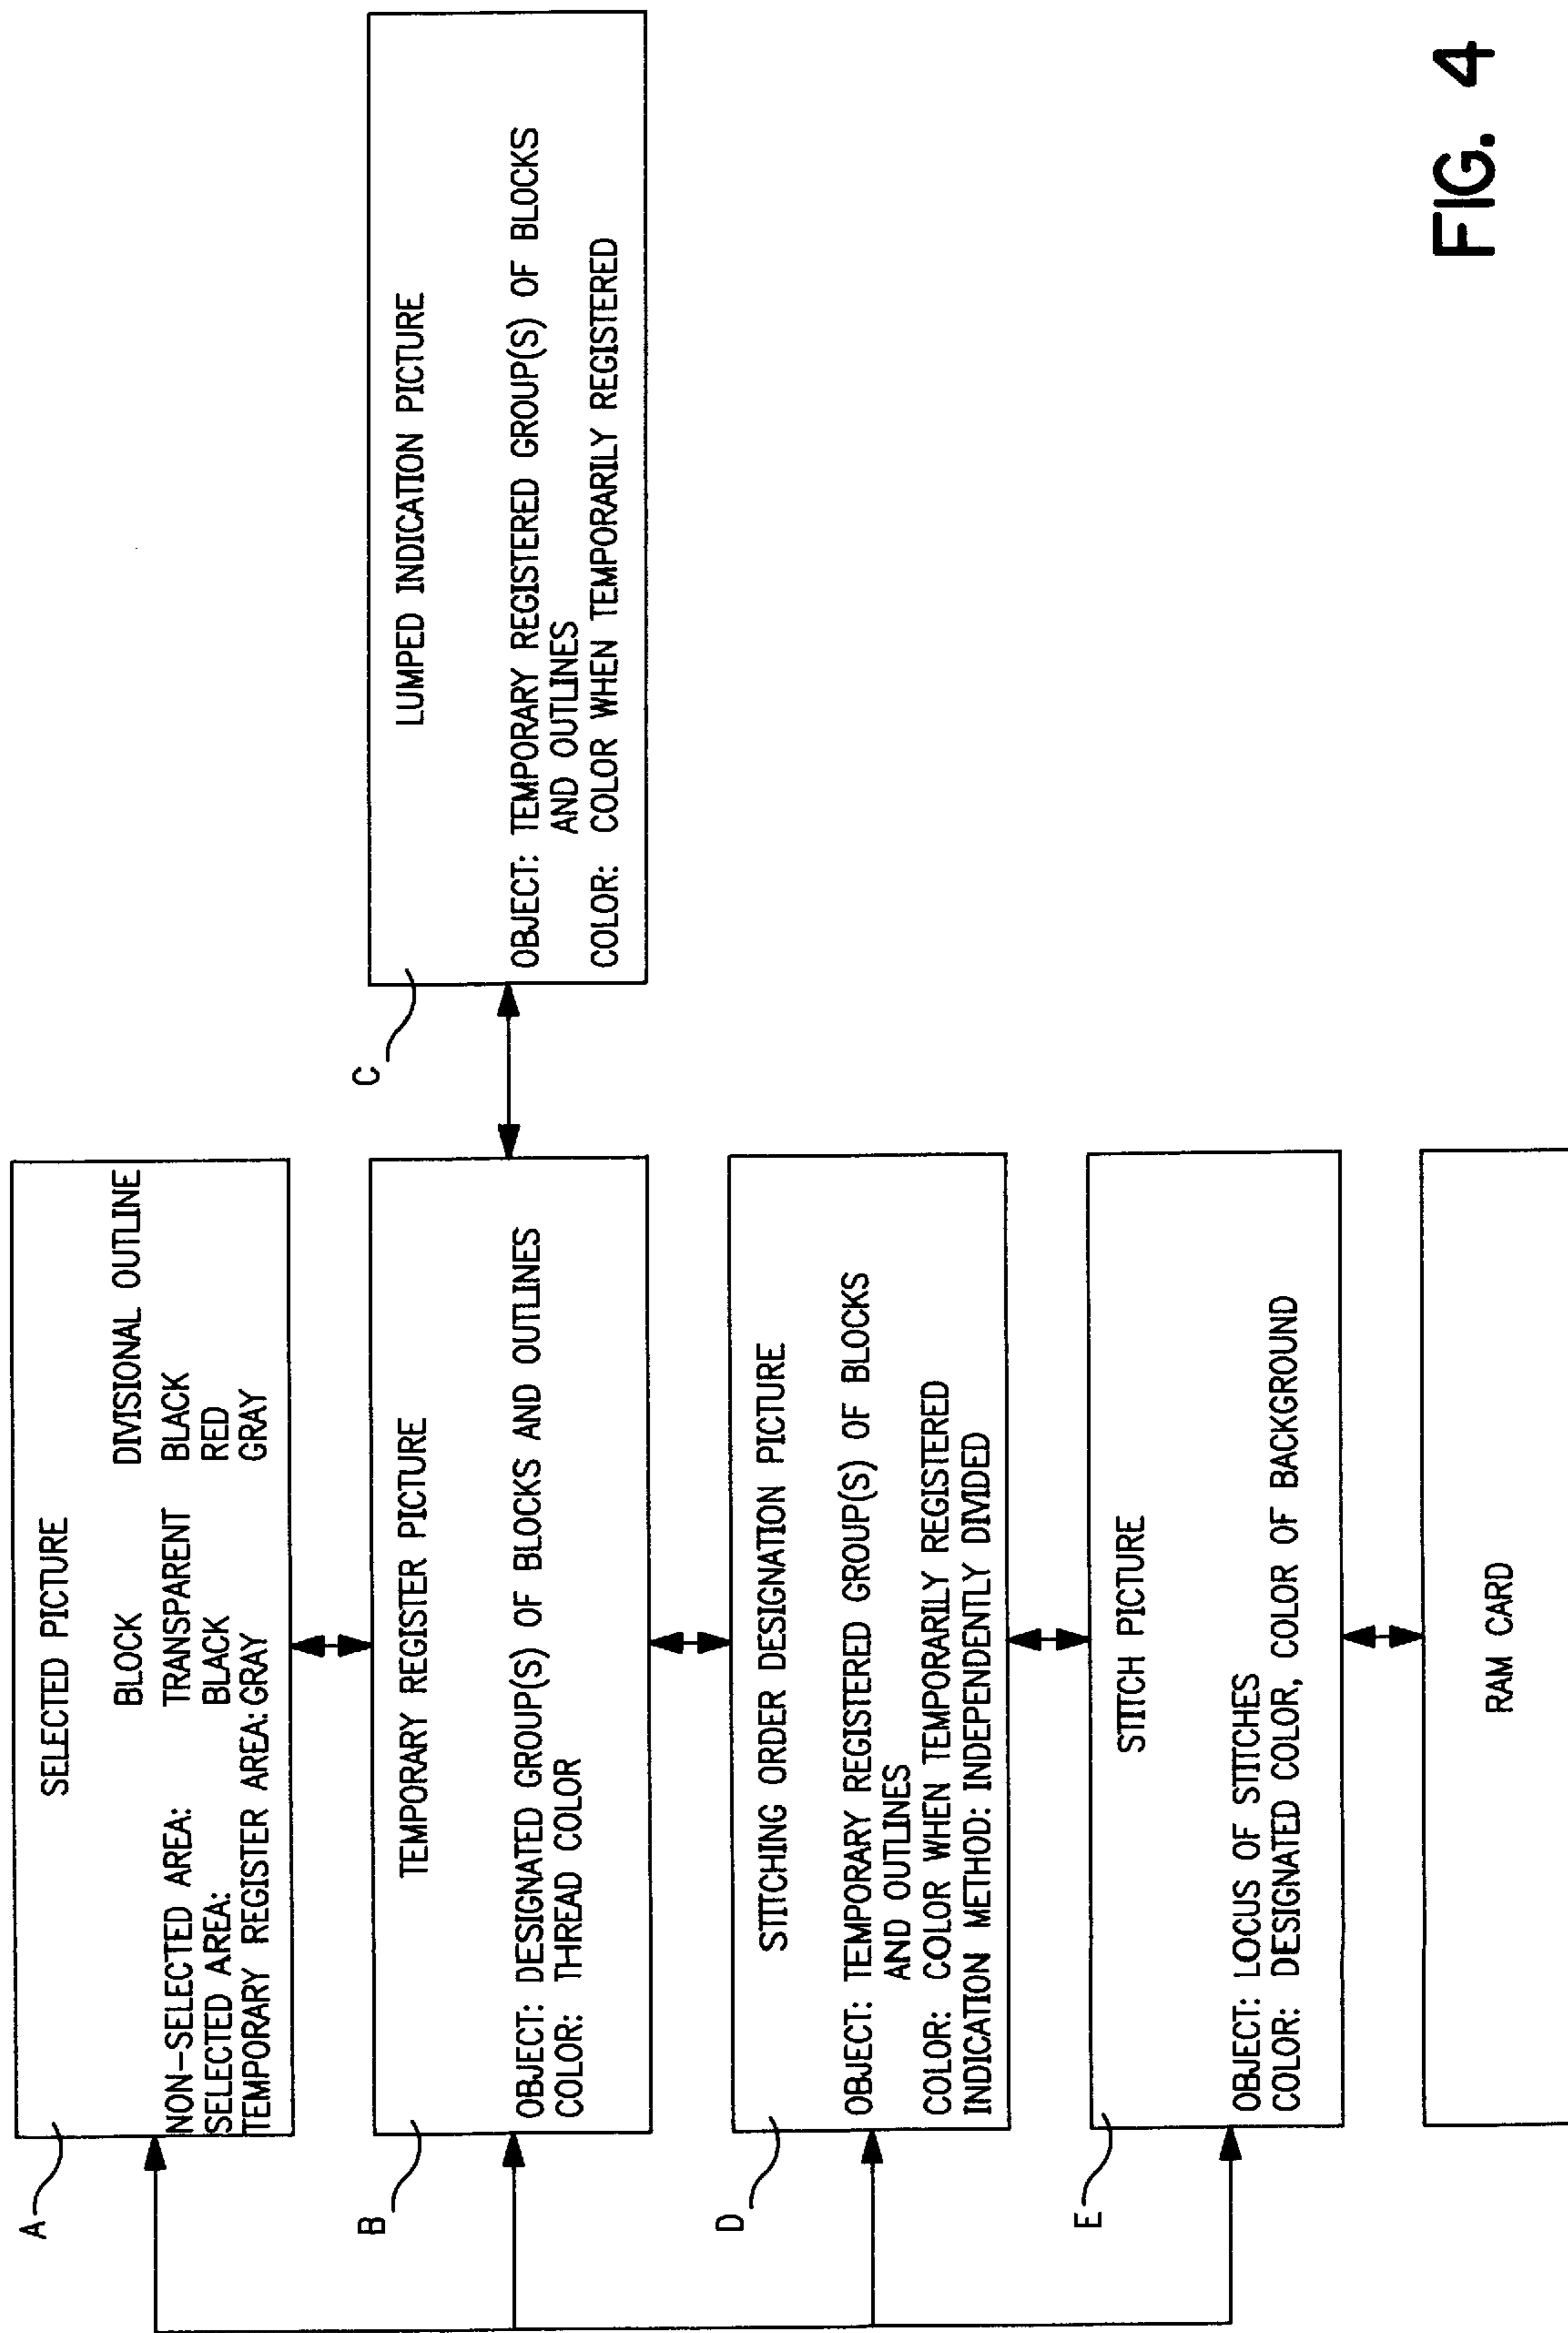 A
SELECTED PICTURE
BLOCK DIVISIONAL OUTLINE
NON-SELECTED AREA: TRANSPARENT BLACK
SELECTED AREA: BLACK RED
TEMPORARY REGISTER AREA: GRAY GRAY
B
TEMPORARY REGISTER PICTURE
OBJECT: DESIGNATED GROUP(S) OF BLOCKS AND OUTLINES
COLOR: THREAD COLOR
C
LUMPED INDICATION PICTURE
OBJECT: TEMPORARY REGISTERED GROUP(S) OF BLOCKS
AND OUTLINES
COLOR: COLOR WHEN TEMPORARILY REGISTERED
D
STITCHING ORDER DESIGNATION PICTURE
OBJECT: TEMPORARY REGISTERED GROUP(S) OF BLOCKS
AND OUTLINES
COLOR: COLOR WHEN TEMPORARILY REGISTERED
INDICATION METHOD: INDEPENDENTLY DIVIDED
E
STITCH PICTURE
OBJECT: LOCUS OF STITCHES
COLOR: DESIGNATED COLOR, COLOR OF BACKGROUND
RAM CARD
FIG. 4